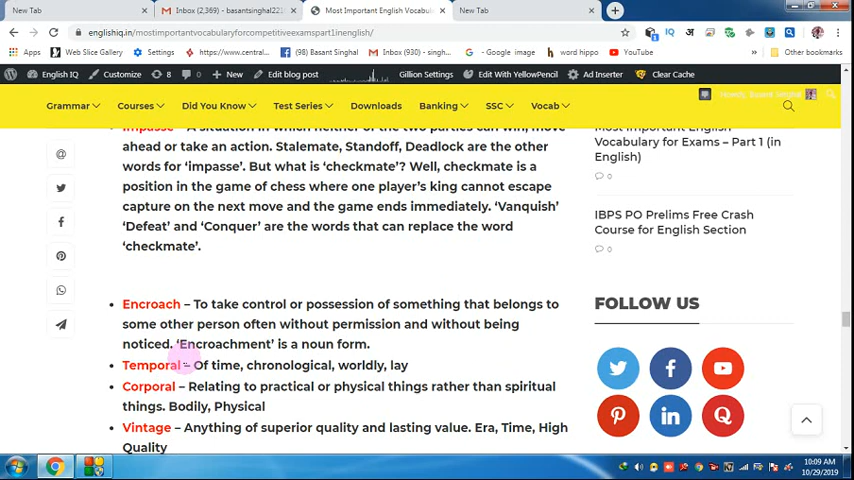 New Tab
Inbox (2,369) - basantsinghal221
Most Important English Vocabul
New Tab
englishiq.in/mostimportantvocabularyforcompetitiveexamspart1inenglish/
Apps
Web Slice Gallery
Settings
https://www.central...
(98) Basant Singhal
Inbox (930) - singh...
- Google image
word hippo
YouTube
English IQ
Customize
8
0
New
Edit blog post
Gillion Settings
Edit With YellowPencil
Ad Inserter
Clear Cache
Howdy, Basant Singhal
Grammar
Courses
Did You Know
Test Series
Downloads
Banking
SSC
Vocab
Impasse – A situation in which neither of the two parties can win, move
ahead or take an action. Stalemate, Standoff, Deadlock are the other
words for ‘impasse’. But what is ‘checkmate’? Well, checkmate is a
position in the game of chess where one player’s king cannot escape
capture on the next move and the game ends immediately. ‘Vanquish’
‘Defeat’ and ‘Conquer’ are the words that can replace the word
‘checkmate’.
Encroach – To take control or possession of something that belongs to
some other person often without permission and without being
noticed. ‘Encroachment’ is a noun form.
Temporal – Of time, chronological, worldly, lay
Corporal – Relating to practical or physical things rather than spiritual
things. Bodily, Physical
Vintage – Anything of superior quality and lasting value. Era, Time, High
Quality
Most Important English
Vocabulary for Exams – Part 1 (in
English)
0
IBPS PO Prelims Free Crash
Course for English Section
0
FOLLOW US
10:09 AM
10/29/2019